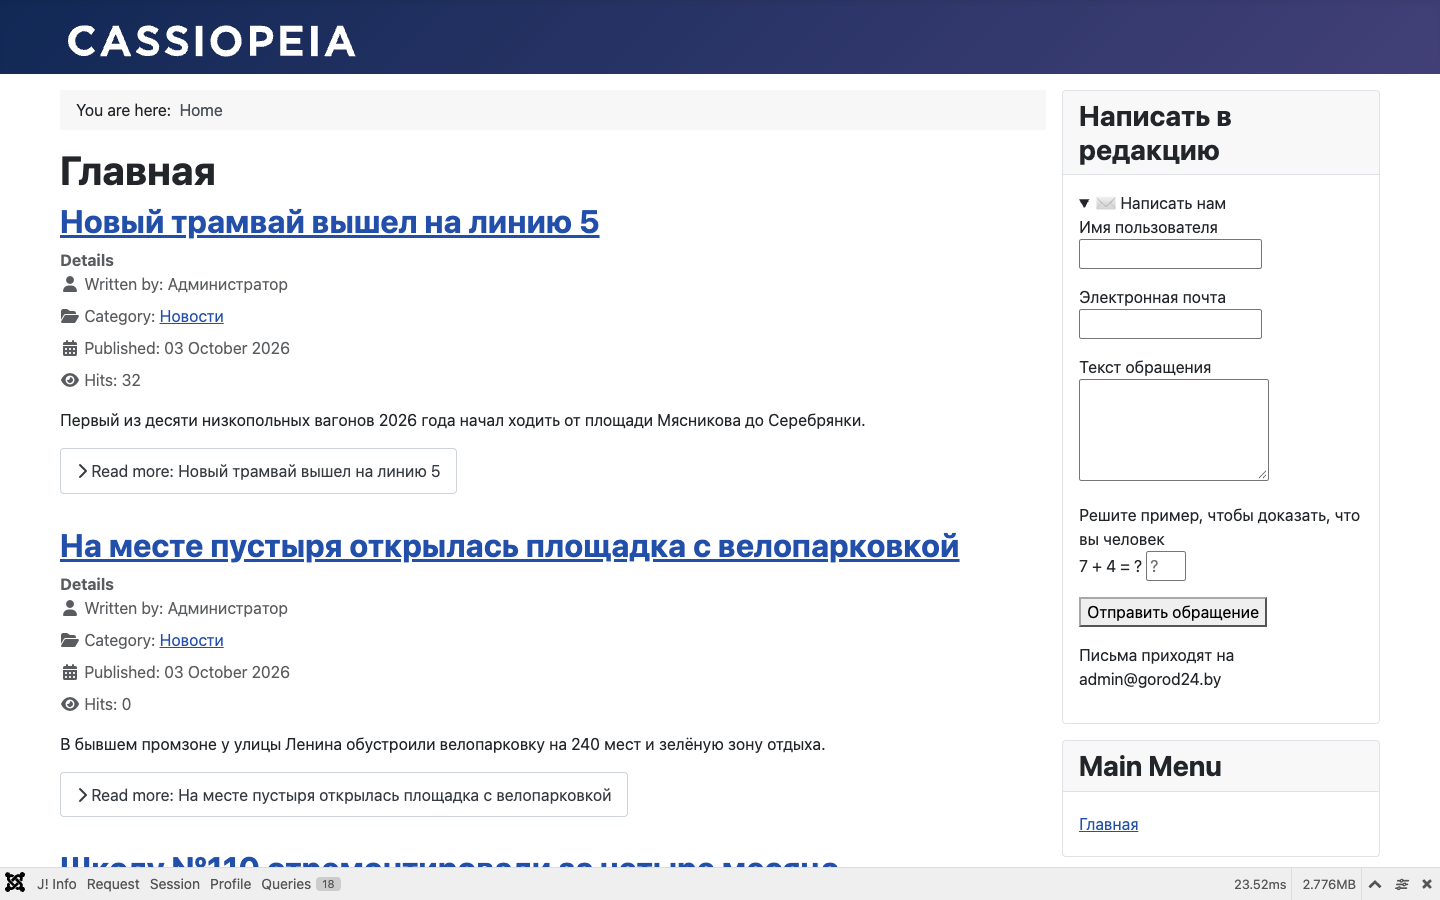 CASSIOPEIA
You are here: Home
Главная
Новый трамвай вышел на линию 5
Details
Written by: Администратор
Category: Новости
Published: 03 October 2026
Hits: 32
Первый из десяти низкопольных вагонов 2026 года начал ходить от площади Мясникова до Серебрянки.
Read more: Новый трамвай вышел на линию 5
На месте пустыря открылась площадка с велопарковкой
Details
Written by: Администратор
Category: Новости
Published: 03 October 2026
Hits: 0
В бывшем промзоне у улицы Ленина обустроили велопарковку на 240 мест и зелёную зону отдыха.
Read more: На месте пустыря открылась площадка с велопарковкой
Школу №110 отремонтировали за четыре месяца
Написать в
редакцию
Написать нам
Имя пользователя
Электронная почта
Текст обращения
Решите пример, чтобы доказать, что
вы человек
7 + 4 = ? ?
Отправить обращение
Письма приходят на
admin@gorod24.by
Main Menu
Главная
J! Info Request Session Profile Queries 18 23.52ms 2.776MB